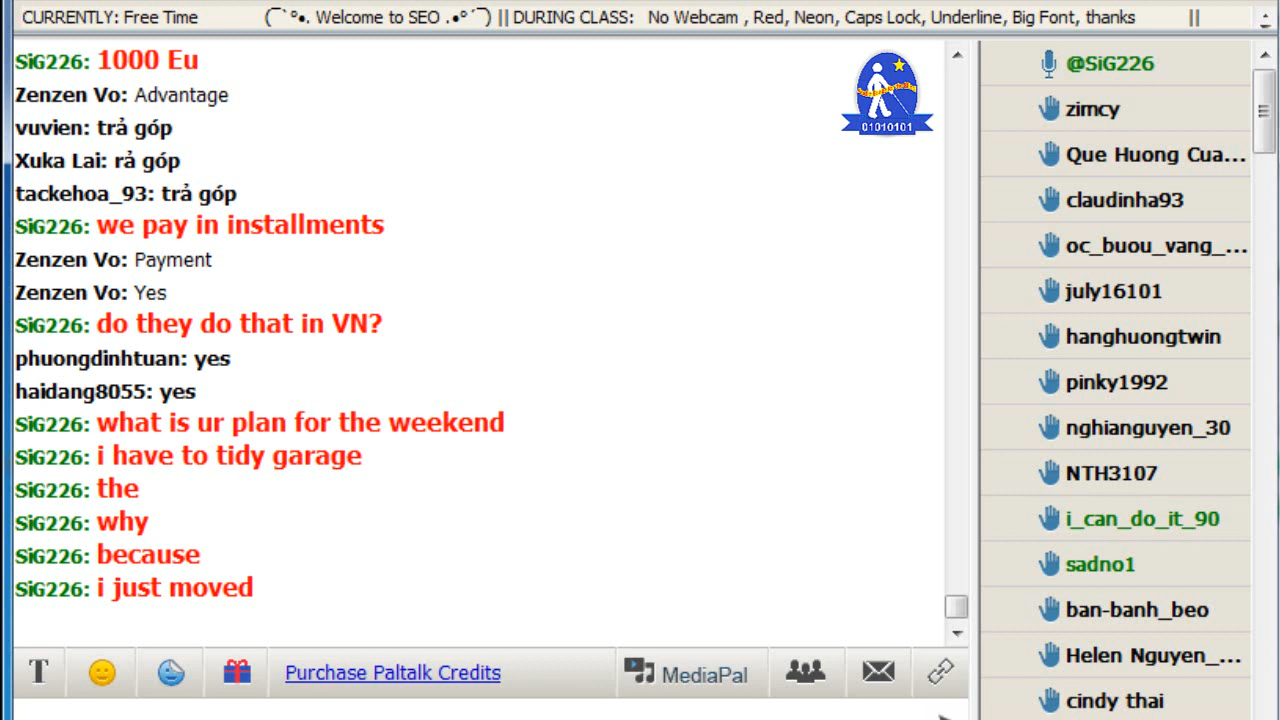 CURRENTLY: Free Time (¯`°•. Welcome to SEO .•°´¯) || DURING CLASS: No Webcam , Red, Neon, Caps Lock, Underline, Big Font, thanks ||
SiG226: 1000 Eu
Zenzen Vo: Advantage
vuvien: trả góp
Xuka Lai: rả góp
tackehoa_93: trả góp
SiG226: we pay in installments
Zenzen Vo: Payment
Zenzen Vo: Yes
SiG226: do they do that in VN?
phuongdinhtuan: yes
haidang8055: yes
SiG226: what is ur plan for the weekend
SiG226: i have to tidy garage
SiG226: the
SiG226: why
SiG226: because
SiG226: i just moved
01010101
@SiG226
zimcy
Que Huong Cua...
claudinha93
oc_buou_vang_...
july16101
hanghuongtwin
pinky1992
nghianguyen_30
NTH3107
i_can_do_it_90
sadno1
ban-banh_beo
Helen Nguyen_...
cindy thai
T Purchase Paltalk Credits MediaPal